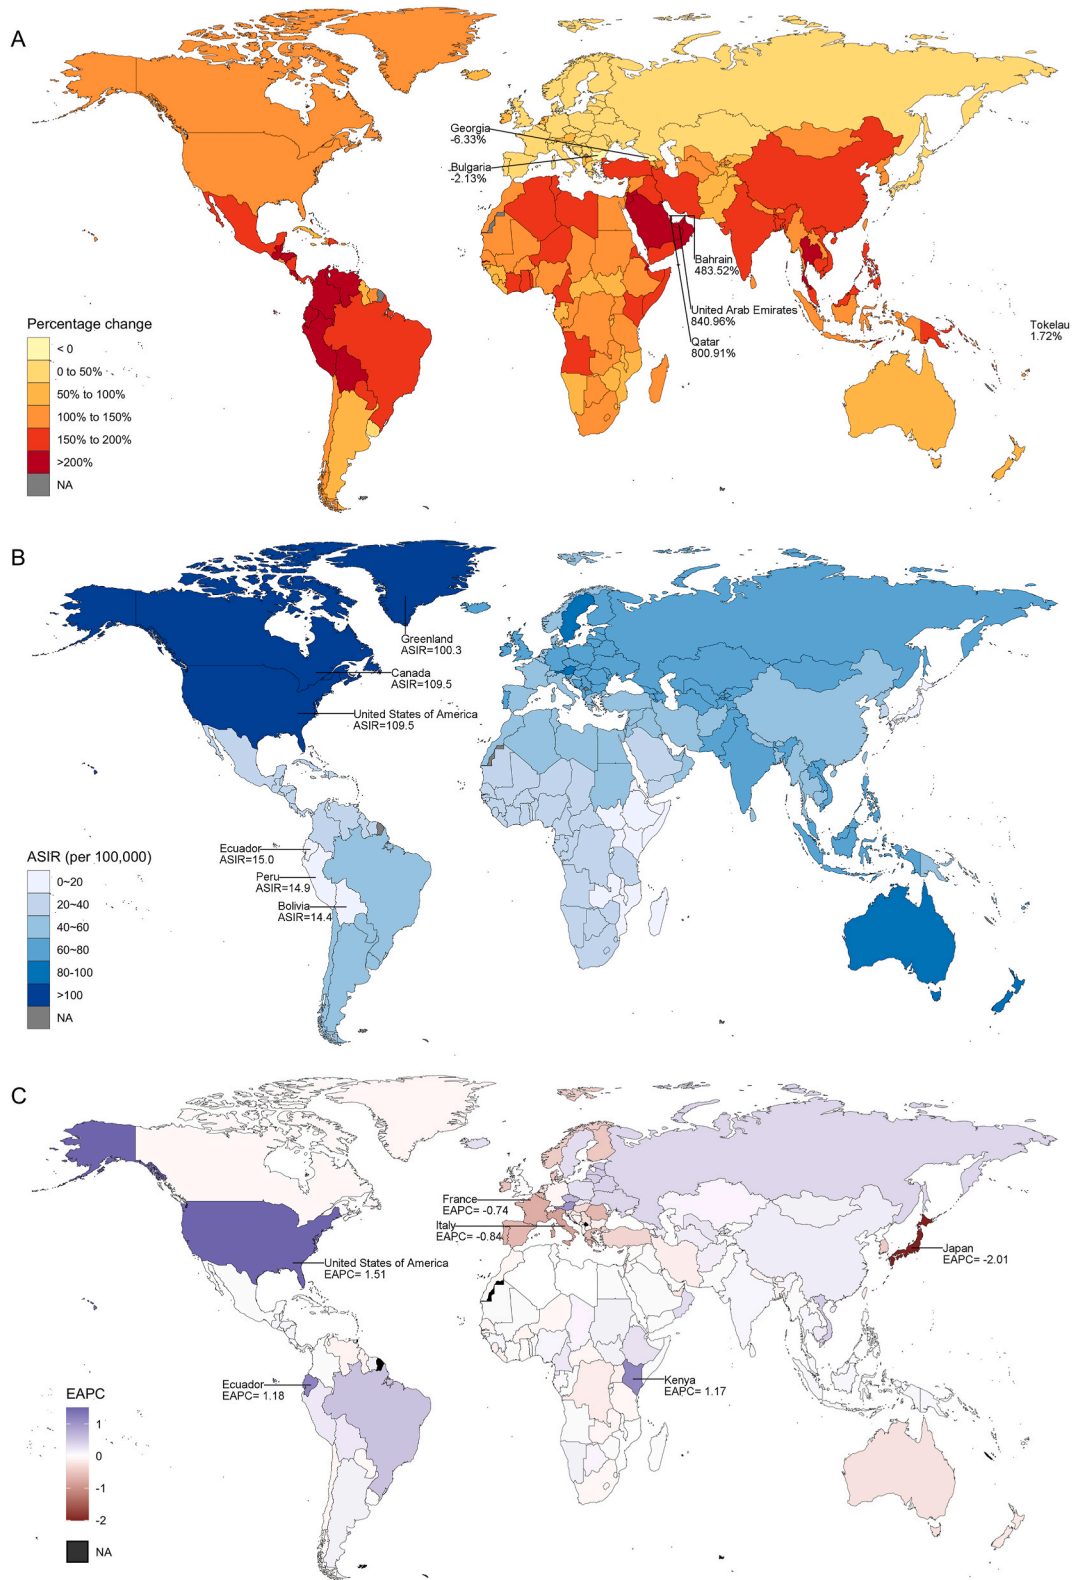 A
Georgia
-6.33%
Bulgaria
-2.13%
Bahrain
483.52%
United Arab Emirates
840.96%
Qatar
800.91%
Tokelau
1.72%
Percentage change
< 0
0 to 50%
50% to 100%
100% to 150%
150% to 200%
>200%
NA
B
Greenland
ASIR=100.3
Canada
ASIR=109.5
United States of America
ASIR=109.5
Ecuador
ASIR=15.0
Peru
ASIR=14.9
Bolivia
ASIR=14.4
ASIR (per 100,000)
0~20
20~40
40~60
60~80
80-100
>100
NA
C
France
EAPC= -0.74
Italy
EAPC= -0.84
Japan
EAPC= -2.01
United States of America
EAPC= 1.51
Ecuador
EAPC= 1.18
Kenya
EAPC= 1.17
EAPC
1
0
-1
-2
NA